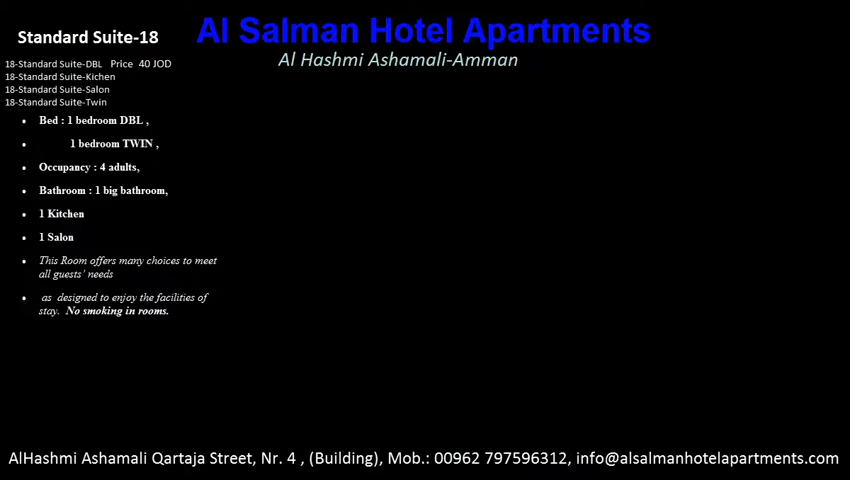 Standard Suite-18
Al Salman Hotel Apartments
Al Hashmi Ashamali-Amman
18-Standard Suite-DBL Price 40 JOD
18-Standard Suite-Kichen
18-Standard Suite-Salon
18-Standard Suite-Twin
• Bed : 1 bedroom DBL ,
• 1 bedroom TWIN ,
• Occupancy : 4 adults,
• Bathroom : 1 big bathroom,
• 1 Kitchen
• 1 Salon
• This Room offers many choices to meet
all guests' needs
• as designed to enjoy the facilities of
stay. No smoking in rooms.
AlHashmi Ashamali Qartaja Street, Nr. 4 , (Building), Mob.: 00962 797596312, info@alsalmanhotelapartments.com